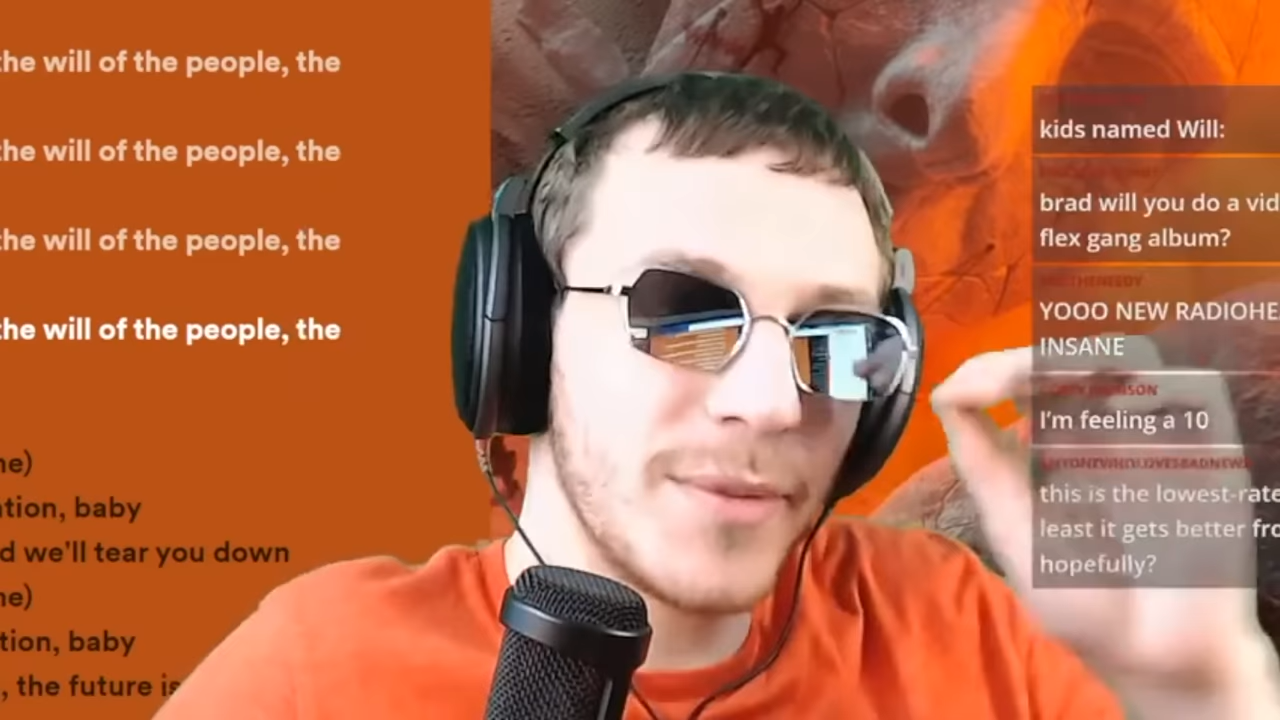 the will of the people, the
the will of the people, the
the will of the people, the
the will of the people, the
ne)
ation, baby
d we'll tear you down
ne)
tion, baby
, the future is
kids named Will:
brad will you do a vid
flex gang album?
YOOO NEW RADIOHEA
INSANE
I'm feeling a 10
this is the lowest-rate
least it gets better fro
hopefully?